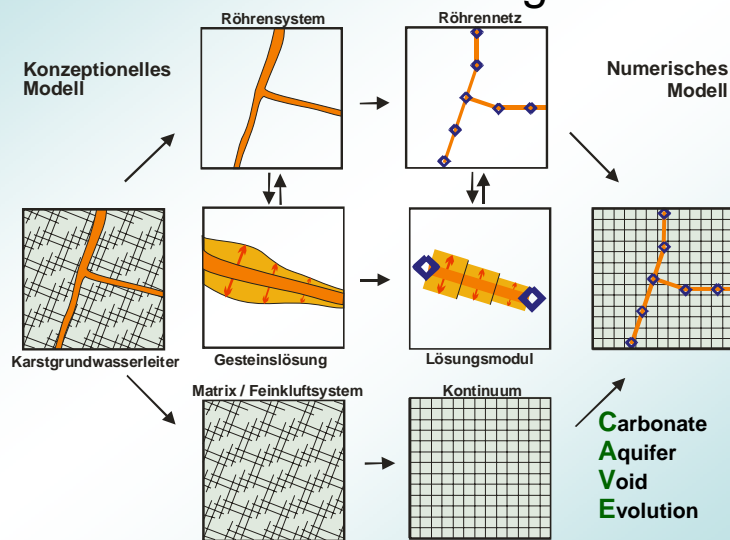 g
Röhrensystem
Röhrennetz
Konzeptionelles
Modell
Numerisches
Modell
Karstgrundwasserleiter
Gesteinslösung
Lösungsmodul
Matrix / Feinkluftsystem
Kontinuum
Carbonate
Aquifer
Void
Evolution